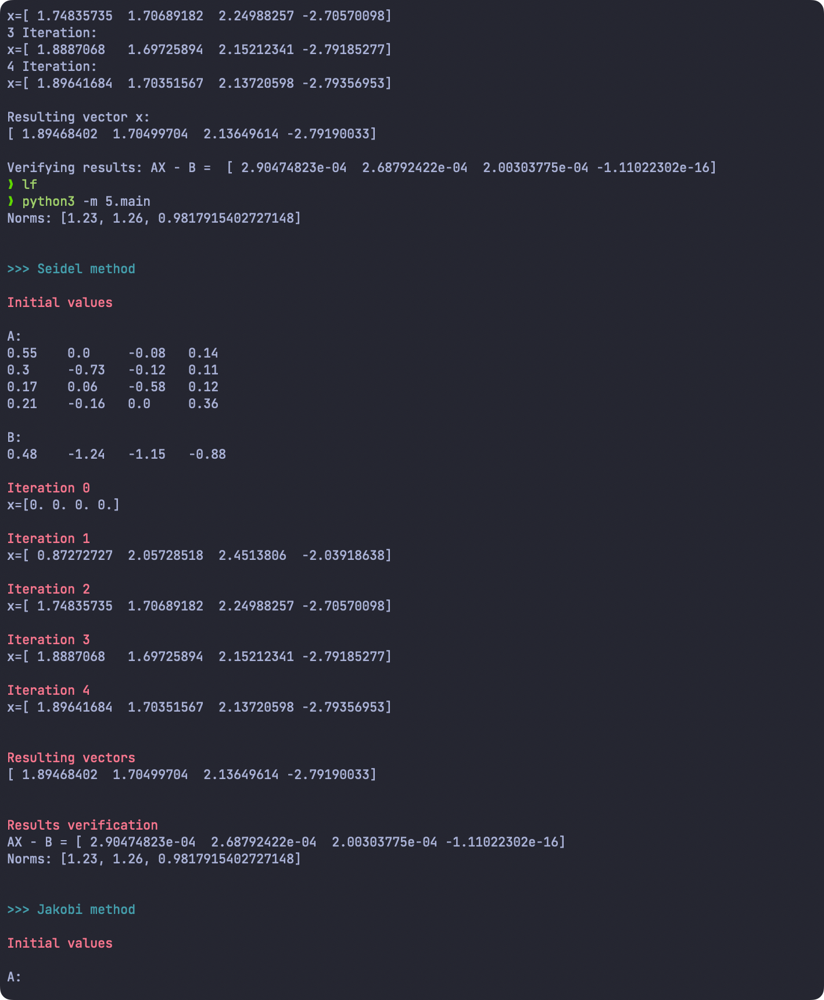 x=[ 1.74835735  1.70689182  2.24988257 -2.70570098]
3 Iteration:
x=[ 1.8887068   1.69725894  2.15212341 -2.79185277]
4 Iteration:
x=[ 1.89641684  1.70351567  2.13720598 -2.79356953]
Resulting vector x:
[ 1.89468402  1.70499704  2.13649614 -2.79190033]
Verifying results: AX - B =  [ 2.90474823e-04  2.68792422e-04  2.00303775e-04 -1.11022302e-16]
❱ lf
❱ python3 -m 5.main
Norms: [1.23, 1.26, 0.9817915402727148]
>>> Seidel method
Initial values
A:
0.55    0.0     -0.08   0.14
0.3     -0.73   -0.12   0.11
0.17    0.06    -0.58   0.12
0.21    -0.16   0.0     0.36
B:
0.48    -1.24   -1.15   -0.88
Iteration 0
x=[0. 0. 0. 0.]
Iteration 1
x=[ 0.87272727  2.05728518  2.4513806  -2.03918638]
Iteration 2
x=[ 1.74835735  1.70689182  2.24988257 -2.70570098]
Iteration 3
x=[ 1.8887068   1.69725894  2.15212341 -2.79185277]
Iteration 4
x=[ 1.89641684  1.70351567  2.13720598 -2.79356953]
Resulting vectors
[ 1.89468402  1.70499704  2.13649614 -2.79190033]
Results verification
AX - B = [ 2.90474823e-04  2.68792422e-04  2.00303775e-04 -1.11022302e-16]
Norms: [1.23, 1.26, 0.9817915402727148]
>>> Jakobi method
Initial values
A: